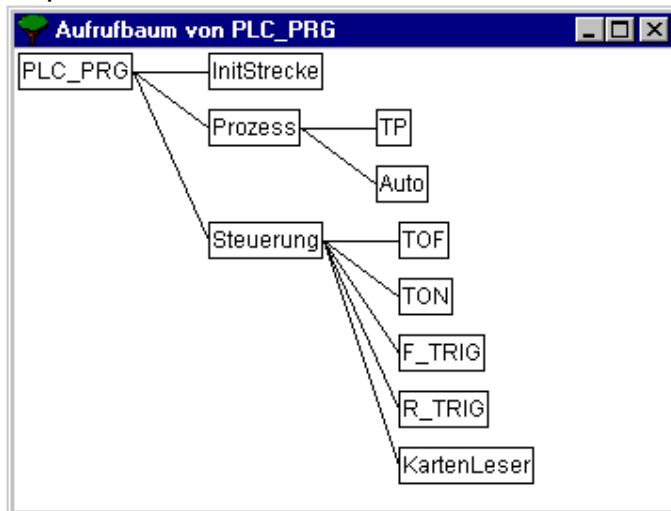 Aufrufbaum von PLC_PRG
PLC_PRG
InitStrecke
Prozess
TP
Auto
Steuerung
TOF
TON
F_TRIG
R_TRIG
KartenLeser